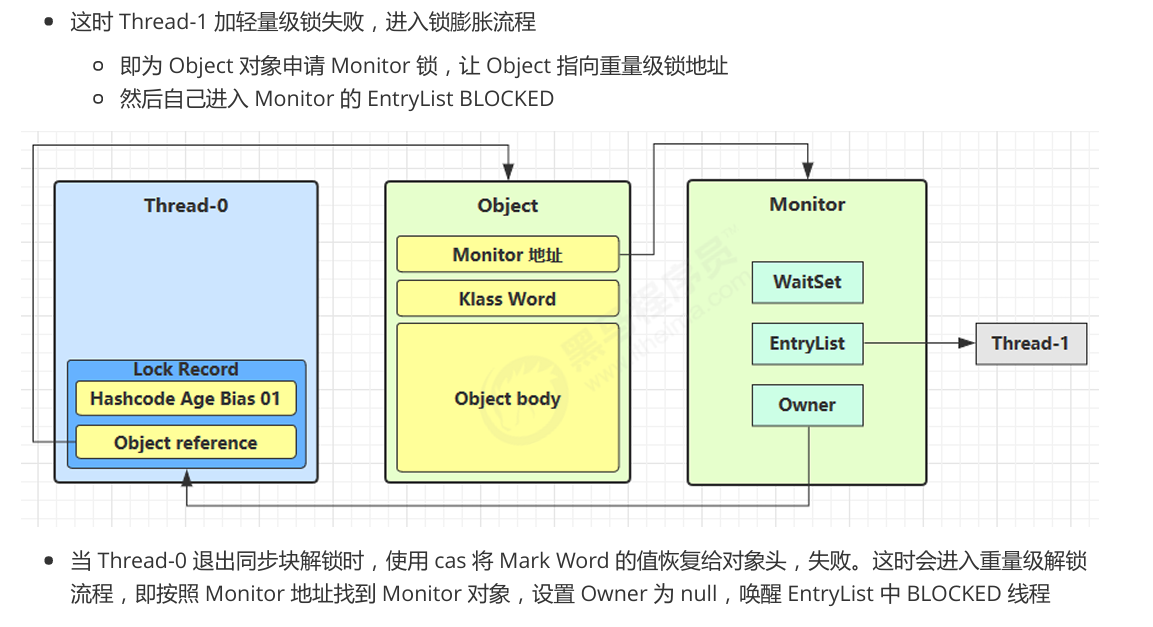 这时 Thread-1 加轻量级锁失败，进入锁膨胀流程
即为 Object 对象申请 Monitor 锁，让 Object 指向重量级锁地址
然后自己进入 Monitor 的 EntryList BLOCKED
Thread-0
Lock Record
Hashcode Age Bias 01
Object reference
Object
Monitor 地址
Klass Word
Object body
Monitor
WaitSet
EntryList
Owner
Thread-1
黑马程序员™
www.itheima.com
当 Thread-0 退出同步块解锁时，使用 cas 将 Mark Word 的值恢复给对象头，失败。这时会进入重量级解锁
流程，即按照 Monitor 地址找到 Monitor 对象，设置 Owner 为 null，唤醒 EntryList 中 BLOCKED 线程